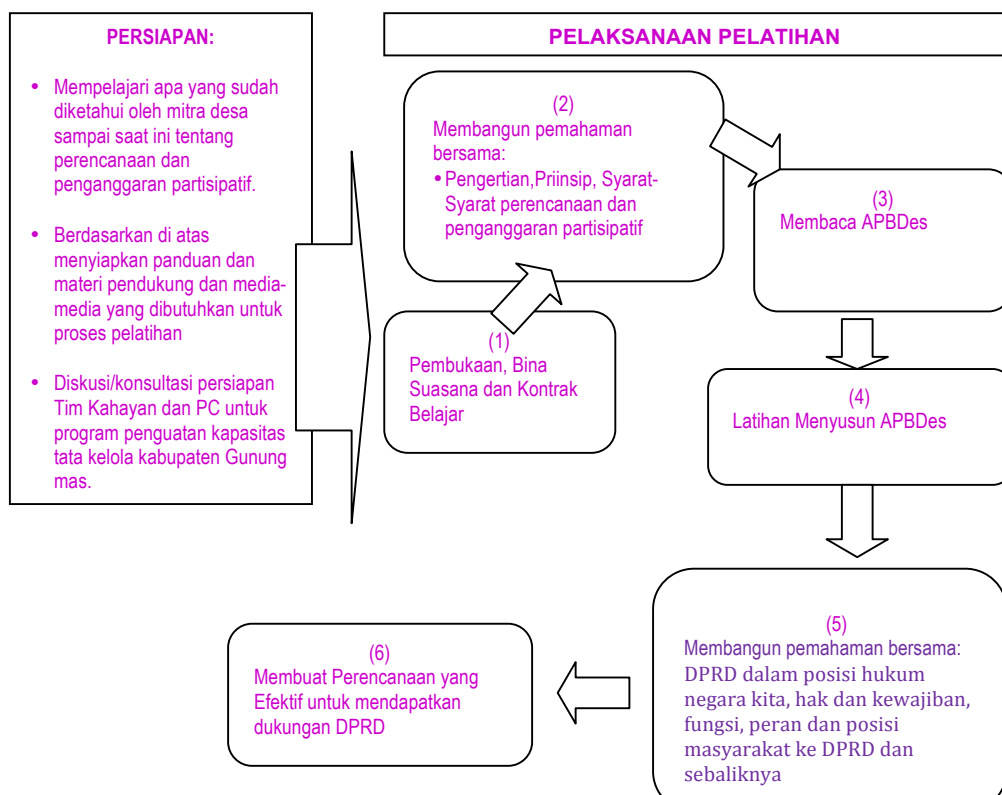 PERSIAPAN:
• Mempelajari apa yang sudah
diketahui oleh mitra desa
sampai saat ini tentang
perencanaan dan
penganggaran partisipatif.
• Berdasarkan di atas
menyiapkan panduan dan
materi pendukung dan media-
media yang dibutuhkan untuk
proses pelatihan
• Diskusi/konsultasi persiapan
Tim Kahayan dan PC untuk
program penguatan kapasitas
tata kelola kabupaten Gunung
mas.
PELAKSANAAN PELATIHAN
(1)
Pembukaan, Bina
Suasana dan Kontrak
Belajar
(2)
Membangun pemahaman
bersama:
• Pengertian,Priinsip, Syarat-
Syarat perencanaan dan
penganggaran partisipatif
(3)
Membaca APBDes
(4)
Latihan Menyusun APBDes
(5)
Membangun pemahaman bersama:
DPRD dalam posisi hukum
negara kita, hak dan kewajiban,
fungsi, peran dan posisi
masyarakat ke DPRD dan
sebaliknya
(6)
Membuat Perencanaan yang
Efektif untuk mendapatkan
dukungan DPRD